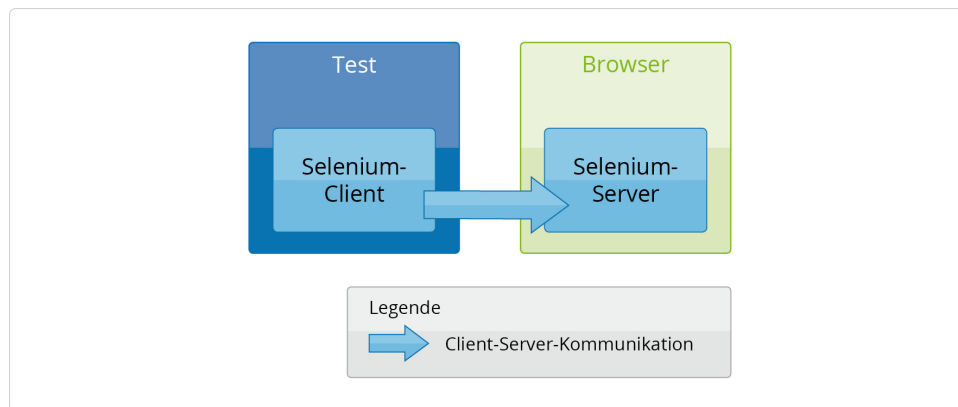 Test
Browser
Selenium-
Client
Selenium-
Server
Legende
Client-Server-Kommunikation